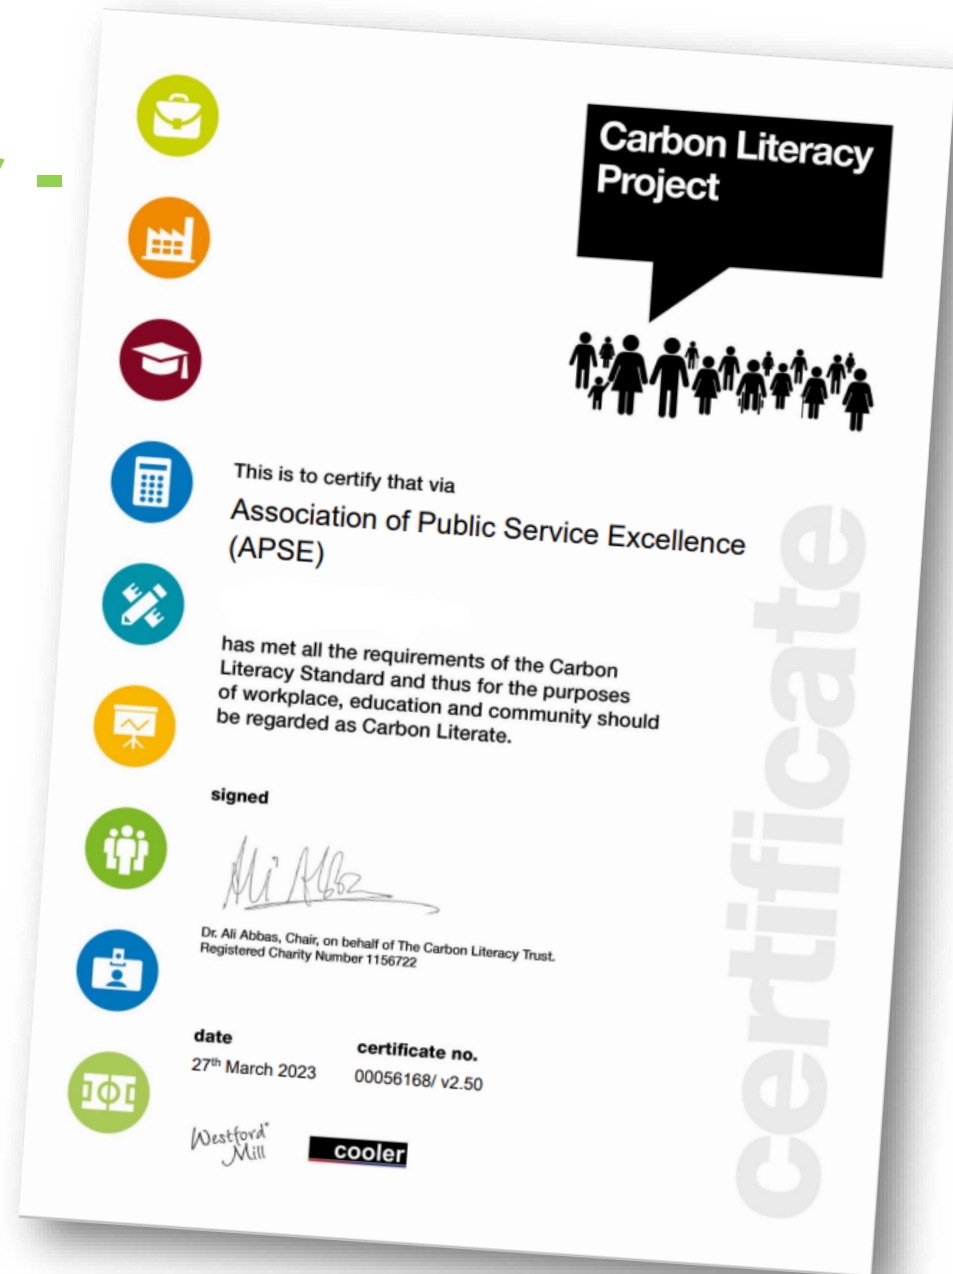 Carbon Literacy
Project
This is to certify that via
Association of Public Service Excellence
(APSE)
has met all the requirements of the Carbon
Literacy Standard and thus for the purposes
of workplace, education and community should
be regarded as Carbon Literate.
signed
Ali Abbas
Dr. Ali Abbas, Chair, on behalf of The Carbon Literacy Trust.
Registered Charity Number 1156722
date
27th March 2023
certificate no.
00056168/ v2.50
Westford
Mill
cooler
certificate